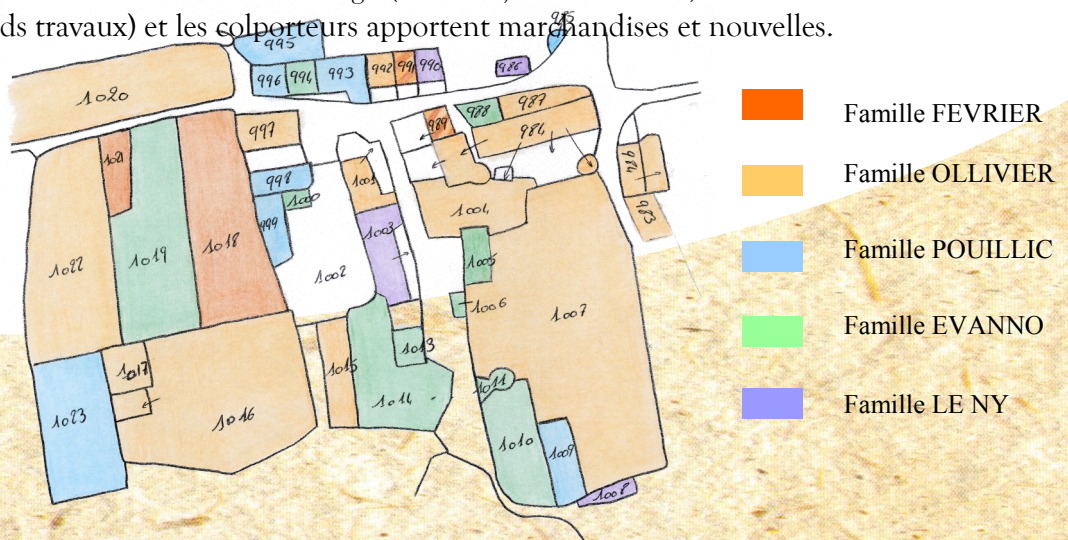 ds travaux) et les colporteurs apportent marchandises et nouvelles.
985
995
996 994 993 992 991 990 986
1020
989 988 987
997 984
1021
998 1001
1000
999 1004 984
983
1003
1022 1019 1018
1002 1005
1006
1007
1013
1017 1015
1011
1023 1016 1014
1010 1009
1008
Famille FEVRIER
Famille OLLIVIER
Famille POUILLIC
Famille EVANNO
Famille LE NY